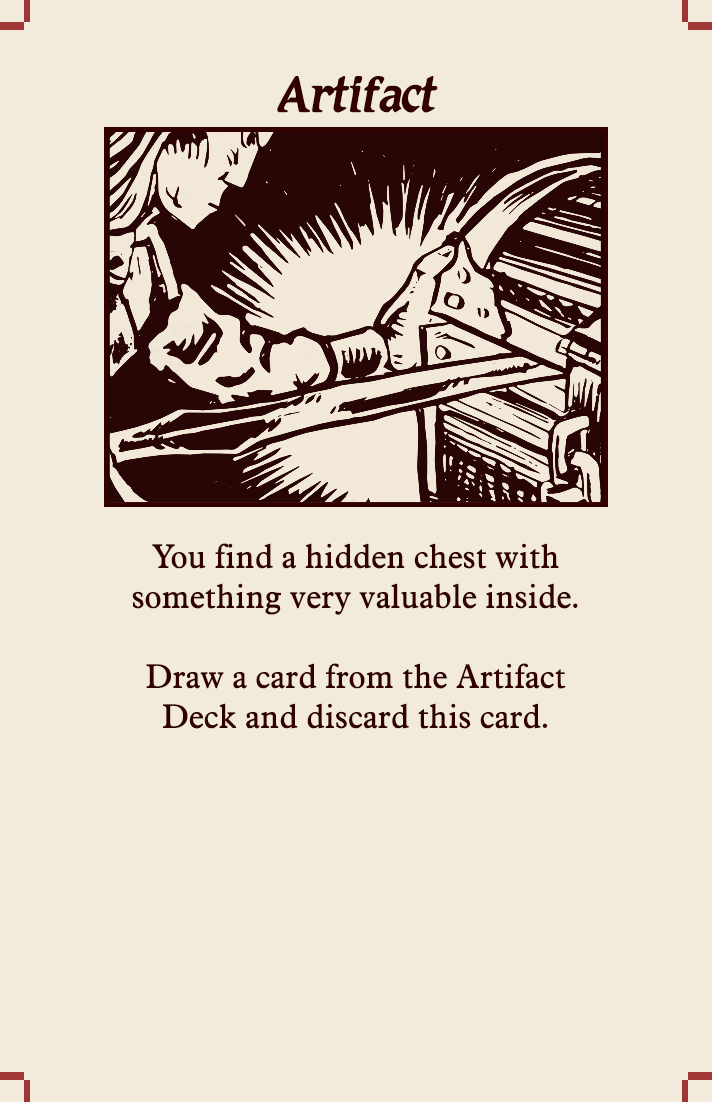 Artifact
You find a hidden chest with
something very valuable inside.
Draw a card from the Artifact
Deck and discard this card.